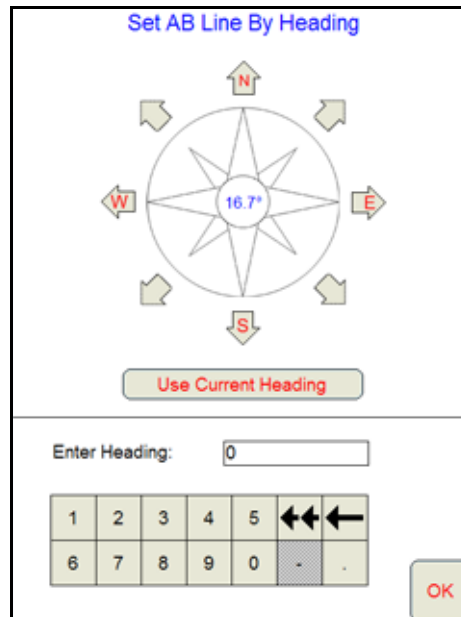 Set AB Line By Heading
N
W 16.7° E
S
Use Current Heading
Enter Heading: 0
1 2 3 4 5
6 7 8 9 0 - .
OK